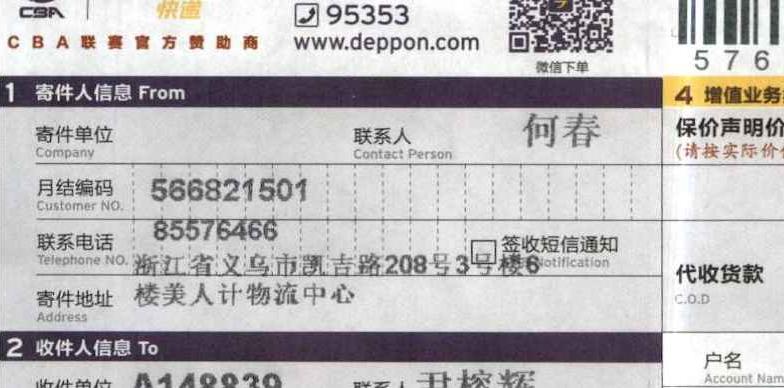 CBA 快递
95353
CBA联赛官方赞助商 www.deppon.com
微信下单
576
1 寄件人信息 From
4 增值业务
寄件单位 Company
联系人 Contact Person
何春
保价声明价
(请按实际价
月结编码 Customer NO.
566821501
联系电话 Telephone NO.
85576466
签收短信通知
Notification
浙江省义乌市凯吉路208号3号楼6
楼美人计物流中心
寄件地址 Address
代收货款
C.O.D
2 收件人信息 To
户名
Account Nam
收件单位 A148839 联系人 尹榕辉